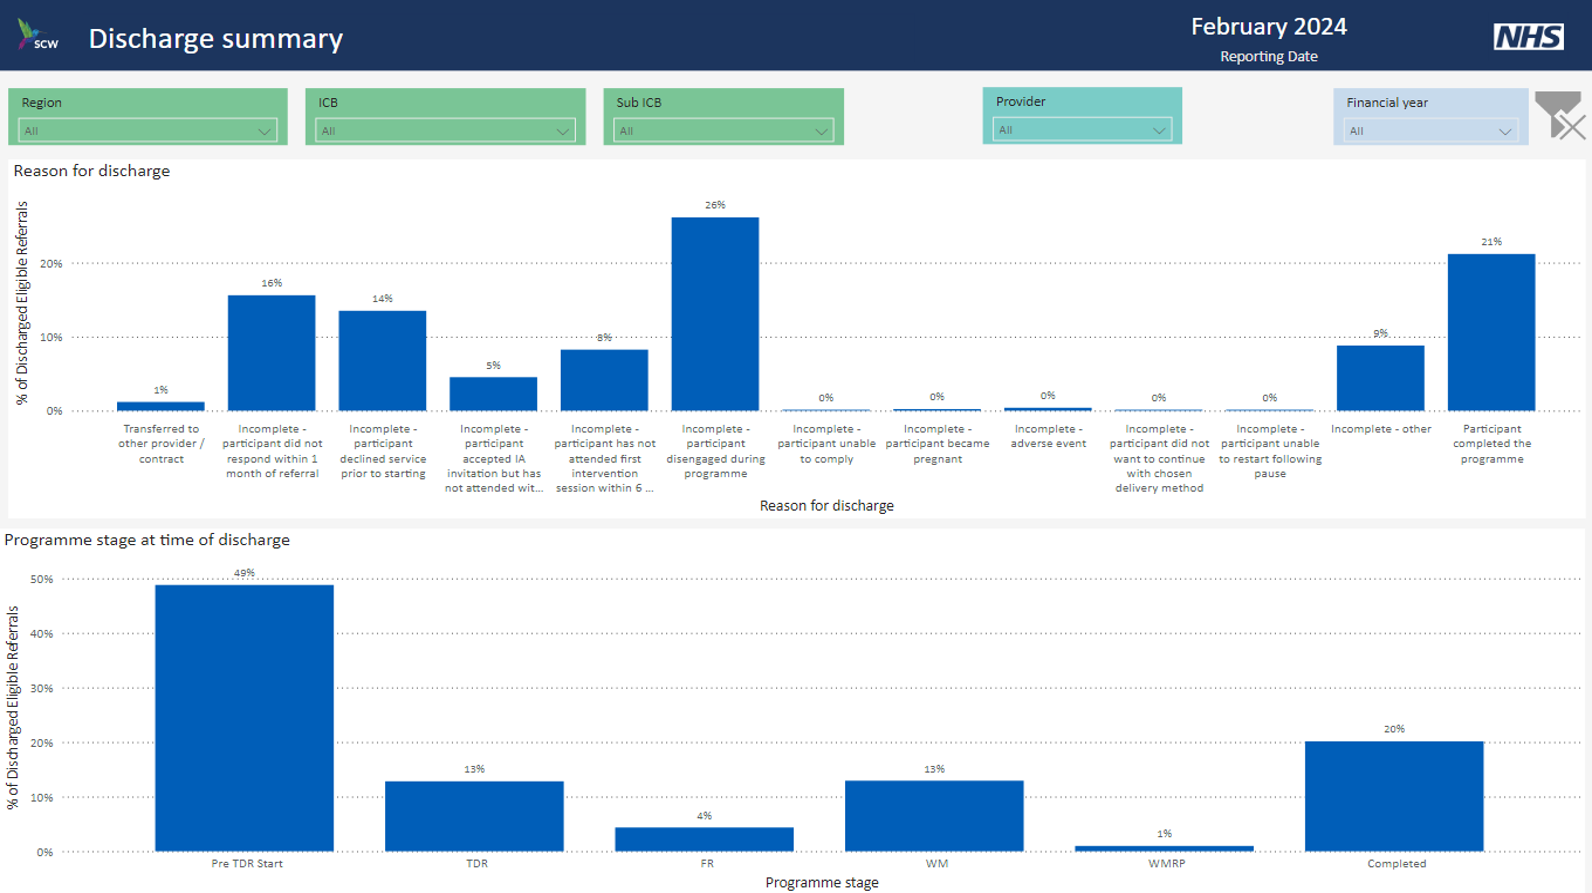 SCW
Discharge summary
February 2024
Reporting Date
NHS
Region
All
ICB
All
Sub ICB
All
Provider
All
Financial year
All
Reason for discharge
% of Discharged Eligible Referrals
20%
10%
0%
1%
16%
14%
5%
8%
26%
0%
0%
0%
0%
0%
9%
21%
Transferred to
other provider /
contract
Incomplete -
participant did not
respond within 1
month of referral
Incomplete -
participant
declined service
prior to starting
Incomplete -
participant
accepted IA
invitation but has
not attended wit...
Incomplete -
participant has not
attended first
intervention
session within 6 ...
Incomplete -
participant
disengaged during
programme
Incomplete -
participant unable
to comply
Incomplete -
participant became
pregnant
Incomplete -
adverse event
Incomplete -
participant did not
want to continue
with chosen
delivery method
Incomplete -
participant unable
to restart following
pause
Incomplete - other
Participant
completed the
programme
Reason for discharge
Programme stage at time of discharge
% of Discharged Eligible Referrals
50%
40%
30%
20%
10%
0%
49%
13%
4%
13%
1%
20%
Pre TDR Start
TDR
FR
WM
WMRP
Completed
Programme stage